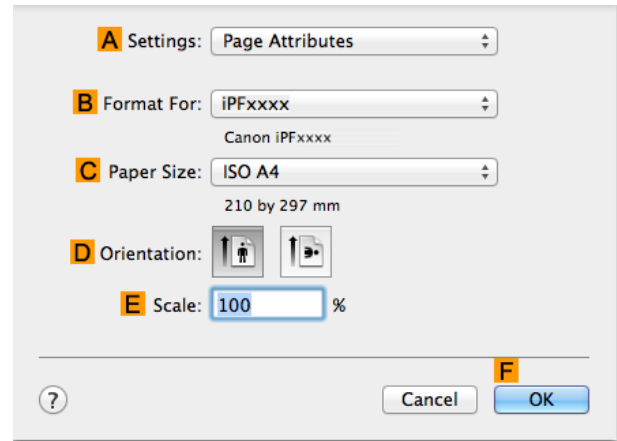 A Settings: Page Attributes
B Format For: iPFxxxx
Canon iPFxxxx
C Paper Size: ISO A4
210 by 297 mm
D Orientation:
E Scale: 100 %
F
? Cancel OK